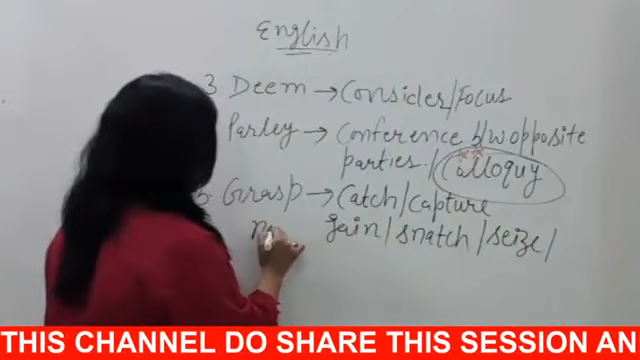 English
3 Deem → Consider/Focus
Parley → Conference b/w opposite
parties. / Colloquy
5 Grasp → Catch/capture
gain/snatch/seize/
THIS CHANNEL DO SHARE THIS SESSION AN